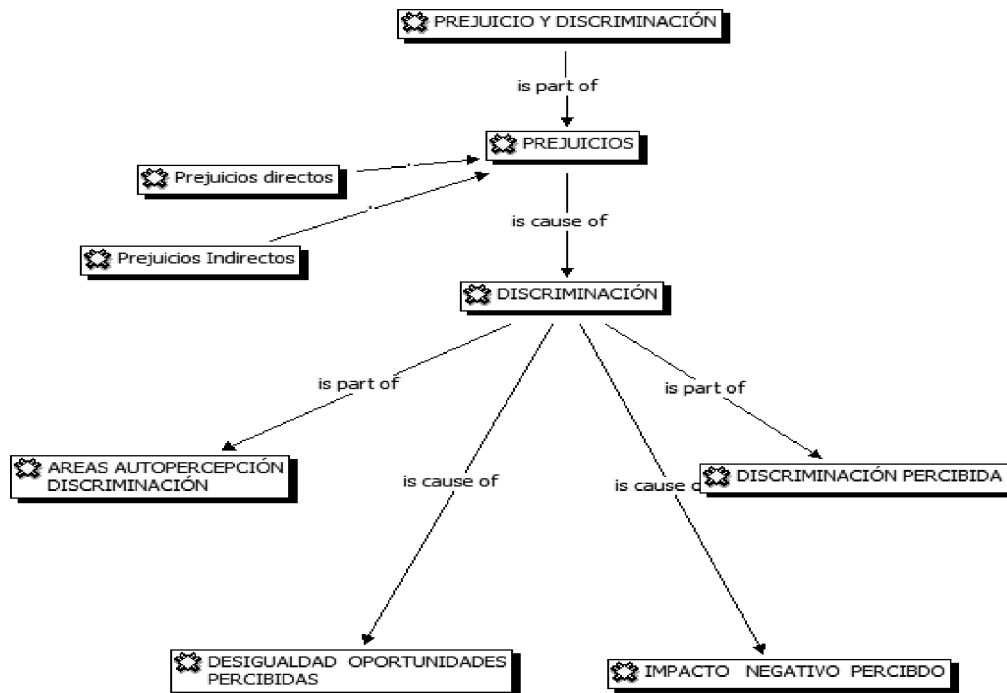 PREJUICIO Y DISCRIMINACIÓN
is part of
PREJUICIOS
Prejuicios directos
is cause of
Prejuicios Indirectos
DISCRIMINACIÓN
is part of
is part of
AREAS AUTOPERCEPCIÓN
DISCRIMINACIÓN
is cause of
is cause o
DISCRIMINACIÓN PERCIBIDA
DESIGUALDAD OPORTUNIDADES
PERCIBIDAS
IMPACTO NEGATIVO PERCIBDO